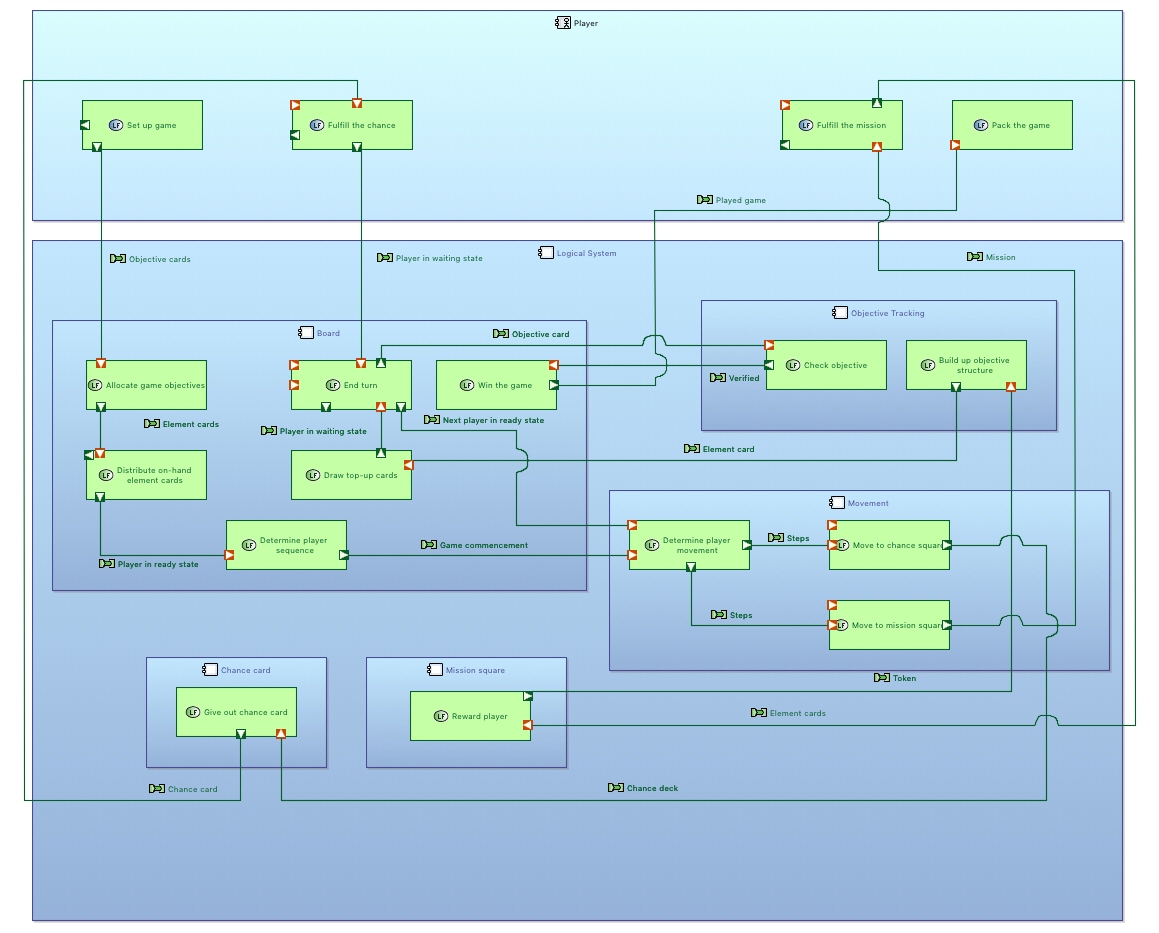 Player
LF Set up game
LF Fulfill the chance
LF Fulfill the mission
LF Pack the game
Played game
Logical System
Objective cards
Player in waiting state
Mission
Objective Tracking
Board
Objective card
LF Allocate game objectives
LF End turn
LF Win the game
LF Check objective
LF Build up objective
structure
Verified
Element cards
Player in waiting state
Next player in ready state
Element card
LF Distribute on-hand
element cards
LF Draw top-up cards
Movement
LF Determine player
sequence
Game commencement
LF Determine player
movement
Steps
LF Move to chance square
Player in ready state
Steps
LF Move to mission square
Chance card
Mission square
Token
LF Give out chance card
LF Reward player
Element cards
Chance card
Chance deck